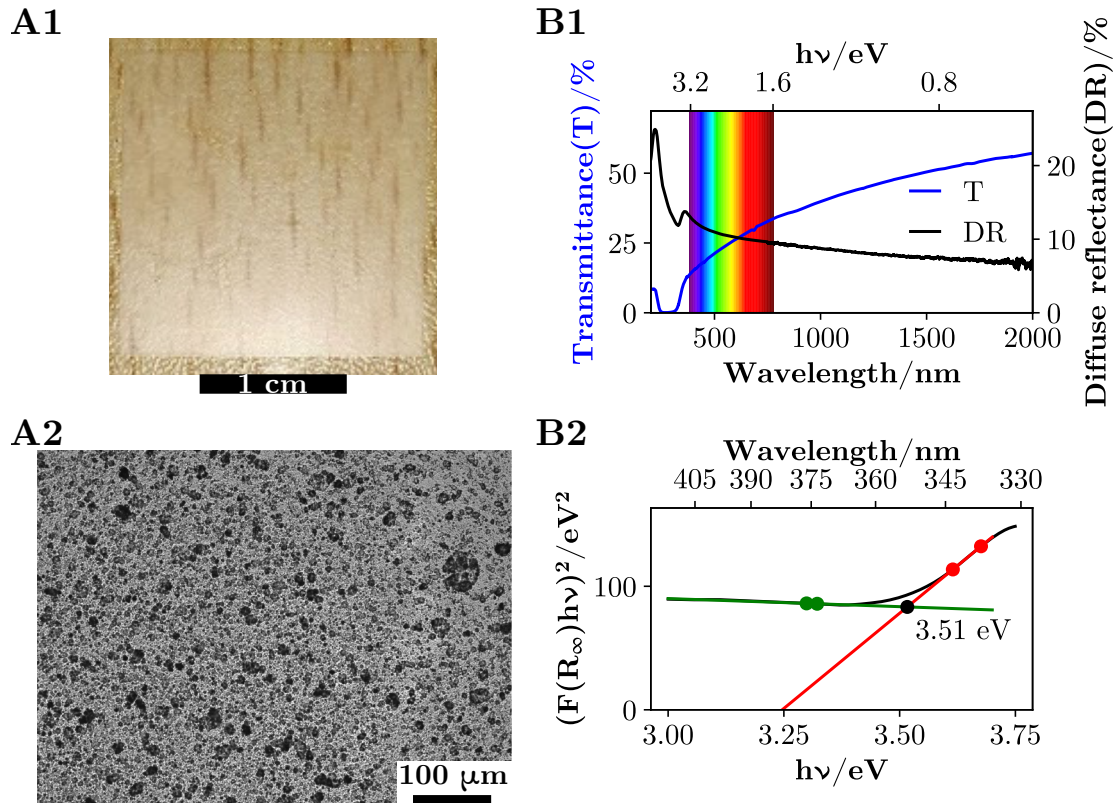 A1
1 cm
B1
hν/eV
3.2 1.6 0.8
Transmittance(T)/%
Diffuse reflectance(DR)/%
50
25
0
20
10
0
T
DR
500 1000 1500 2000
Wavelength/nm
A2
100 μm
B2
Wavelength/nm
405 390 375 360 345 330
(F(R∞)hν)²/eV²
100
0
3.51 eV
3.00 3.25 3.50 3.75
hν/eV